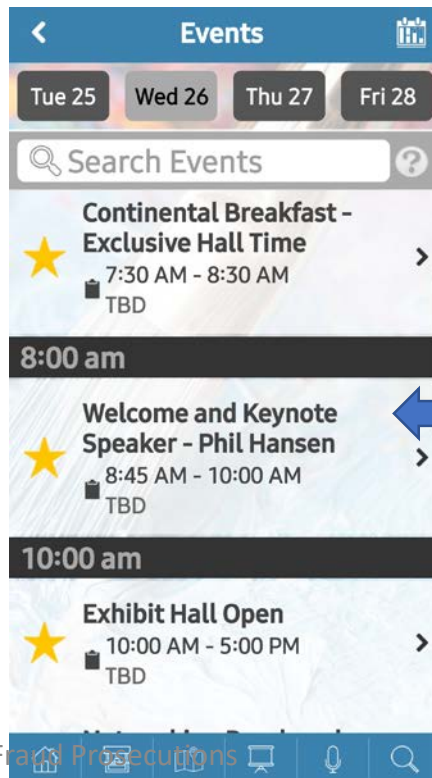 Events
Tue 25 Wed 26 Thu 27 Fri 28
Search Events ?
Continental Breakfast -
Exclusive Hall Time
7:30 AM - 8:30 AM
TBD
8:00 am
Welcome and Keynote
Speaker - Phil Hansen
8:45 AM - 10:00 AM
TBD
10:00 am
Exhibit Hall Open
10:00 AM - 5:00 PM
TBD
Fraud Prosecutions